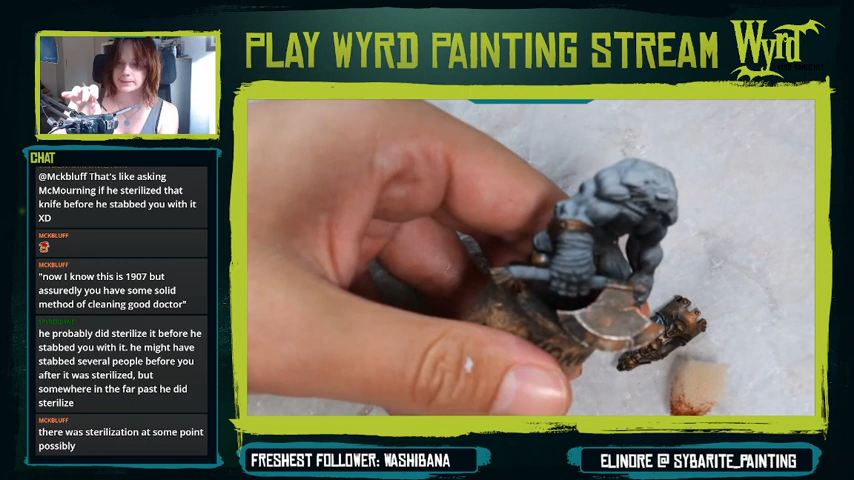 PLAY WYRD PAINTING STREAM
Wyrd
CHAT
@Mckbluff That's like asking
McMourning if he sterilized that
knife before he stabbed you with it
XD
MCKBLUFF
MCKBLUFF
"now I know this is 1907 but
assuredly you have some solid
method of cleaning good doctor"
he probably did sterilize it before he
stabbed you with it. he might have
stabbed several people before you
after it was sterilized, but
somewhere in the far past he did
sterilize
MCKBLUFF
there was sterilization at some point
possibly
FRESHEST FOLLOWER: WASHIBANA
ELINORE @ SYBARITE_PAINTING